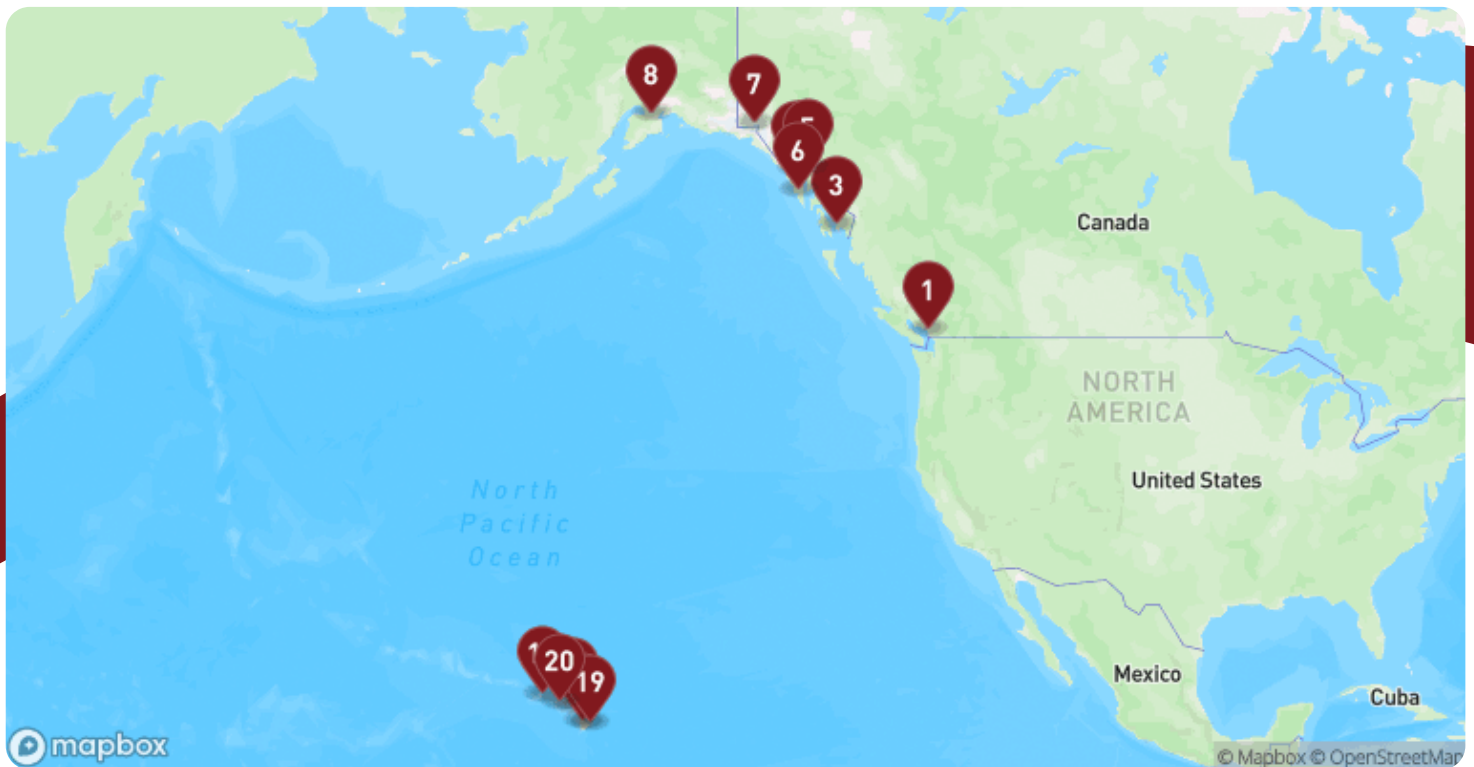 8
7
5
6
3
Canada
1
NORTH
AMERICA
United States
North
Pacific
Ocean
20
19
Mexico
Cuba
mapbox
© Mapbox © OpenStreetMap